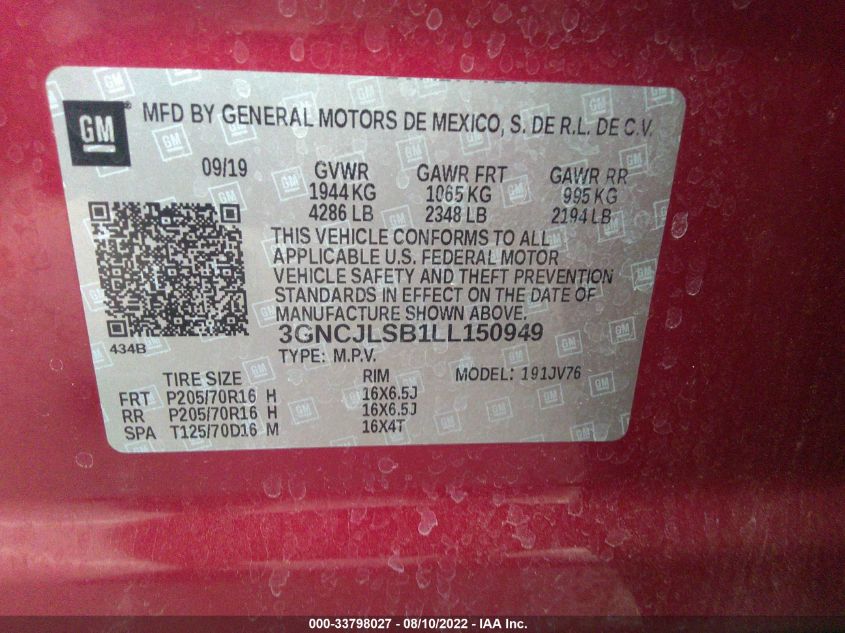 GM
MFD BY GENERAL MOTORS DE MEXICO, S. DE R.L. DE C.V.
09/19 GVWR GAWR FRT GAWR RR
1944 KG 1065 KG 995 KG
4286 LB 2348 LB 2194 LB
THIS VEHICLE CONFORMS TO ALL
APPLICABLE U.S. FEDERAL MOTOR
VEHICLE SAFETY AND THEFT PREVENTION
STANDARDS IN EFFECT ON THE DATE OF
MANUFACTURE SHOWN ABOVE.
434B
3GNCJLSB1LL150949
TYPE: M.P.V.
TIRE SIZE RIM MODEL: 191JV76
FRT P205/70R16 H 16X6.5J
RR P205/70R16 H 16X6.5J
SPA T125/70D16 M 16X4T
000-33798027 - 08/10/2022 - IAA Inc.